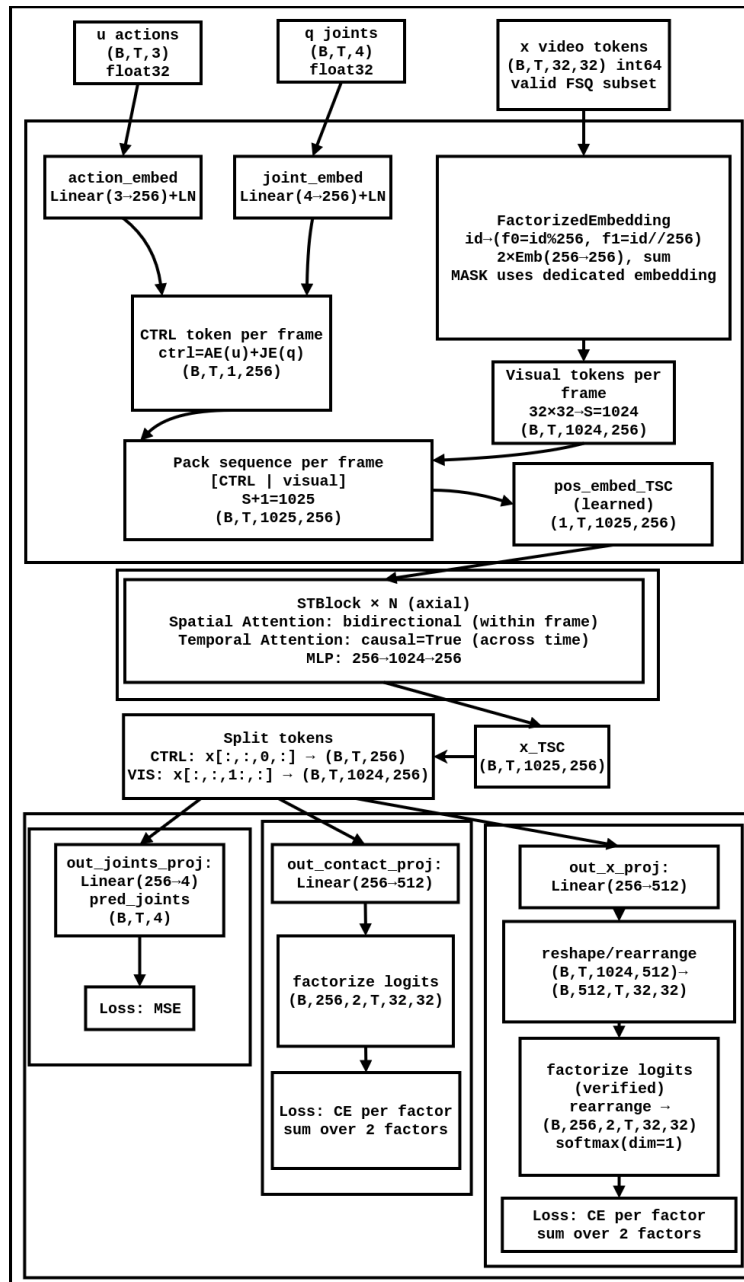 u actions
(B,T,3)
float32
q joints
(B,T,4)
float32
x video tokens
(B,T,32,32) int64
valid FSQ subset
action_embed
Linear(3→256)+LN
joint_embed
Linear(4→256)+LN
FactorizedEmbedding
id→(f0=id%256, f1=id//256)
2×Emb(256→256), sum
MASK uses dedicated embedding
CTRL token per frame
ctrl=AE(u)+JE(q)
(B,T,1,256)
Visual tokens per
frame
32×32→S=1024
(B,T,1024,256)
Pack sequence per frame
[CTRL | visual]
S+1=1025
(B,T,1025,256)
pos_embed_TSC
(learned)
(1,T,1025,256)
STBlock × N (axial)
Spatial Attention: bidirectional (within frame)
Temporal Attention: causal=True (across time)
MLP: 256→1024→256
Split tokens
CTRL: x[:,:,0,:] → (B,T,256)
VIS: x[:,:,1:,:] → (B,T,1024,256)
x_TSC
(B,T,1025,256)
out_joints_proj:
Linear(256→4)
pred_joints
(B,T,4)
Loss: MSE
out_contact_proj:
Linear(256→512)
factorize logits
(B,256,2,T,32,32)
Loss: CE per factor
sum over 2 factors
out_x_proj:
Linear(256→512)
reshape/rearrange
(B,T,1024,512)→
(B,512,T,32,32)
factorize logits
(verified)
rearrange →
(B,256,2,T,32,32)
softmax(dim=1)
Loss: CE per factor
sum over 2 factors